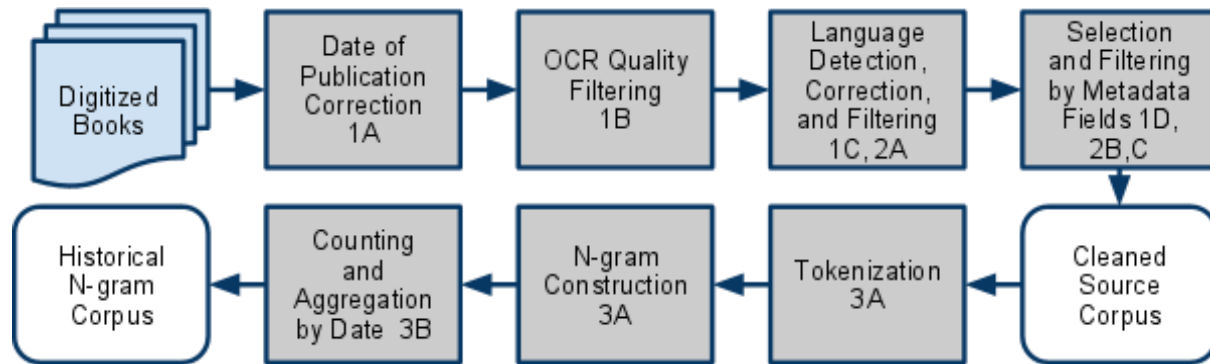 Digitized
Books
Date of
Publication
Correction
1A
OCR Quality
Filtering
1B
Language
Detection,
Correction,
and Filtering
1C, 2A
Selection
and Filtering
by Metadata
Fields 1D,
2B,C
Historical
N-gram
Corpus
Counting
and
Aggregation
by Date 3B
N-gram
Construction
3A
Tokenization
3A
Cleaned
Source
Corpus